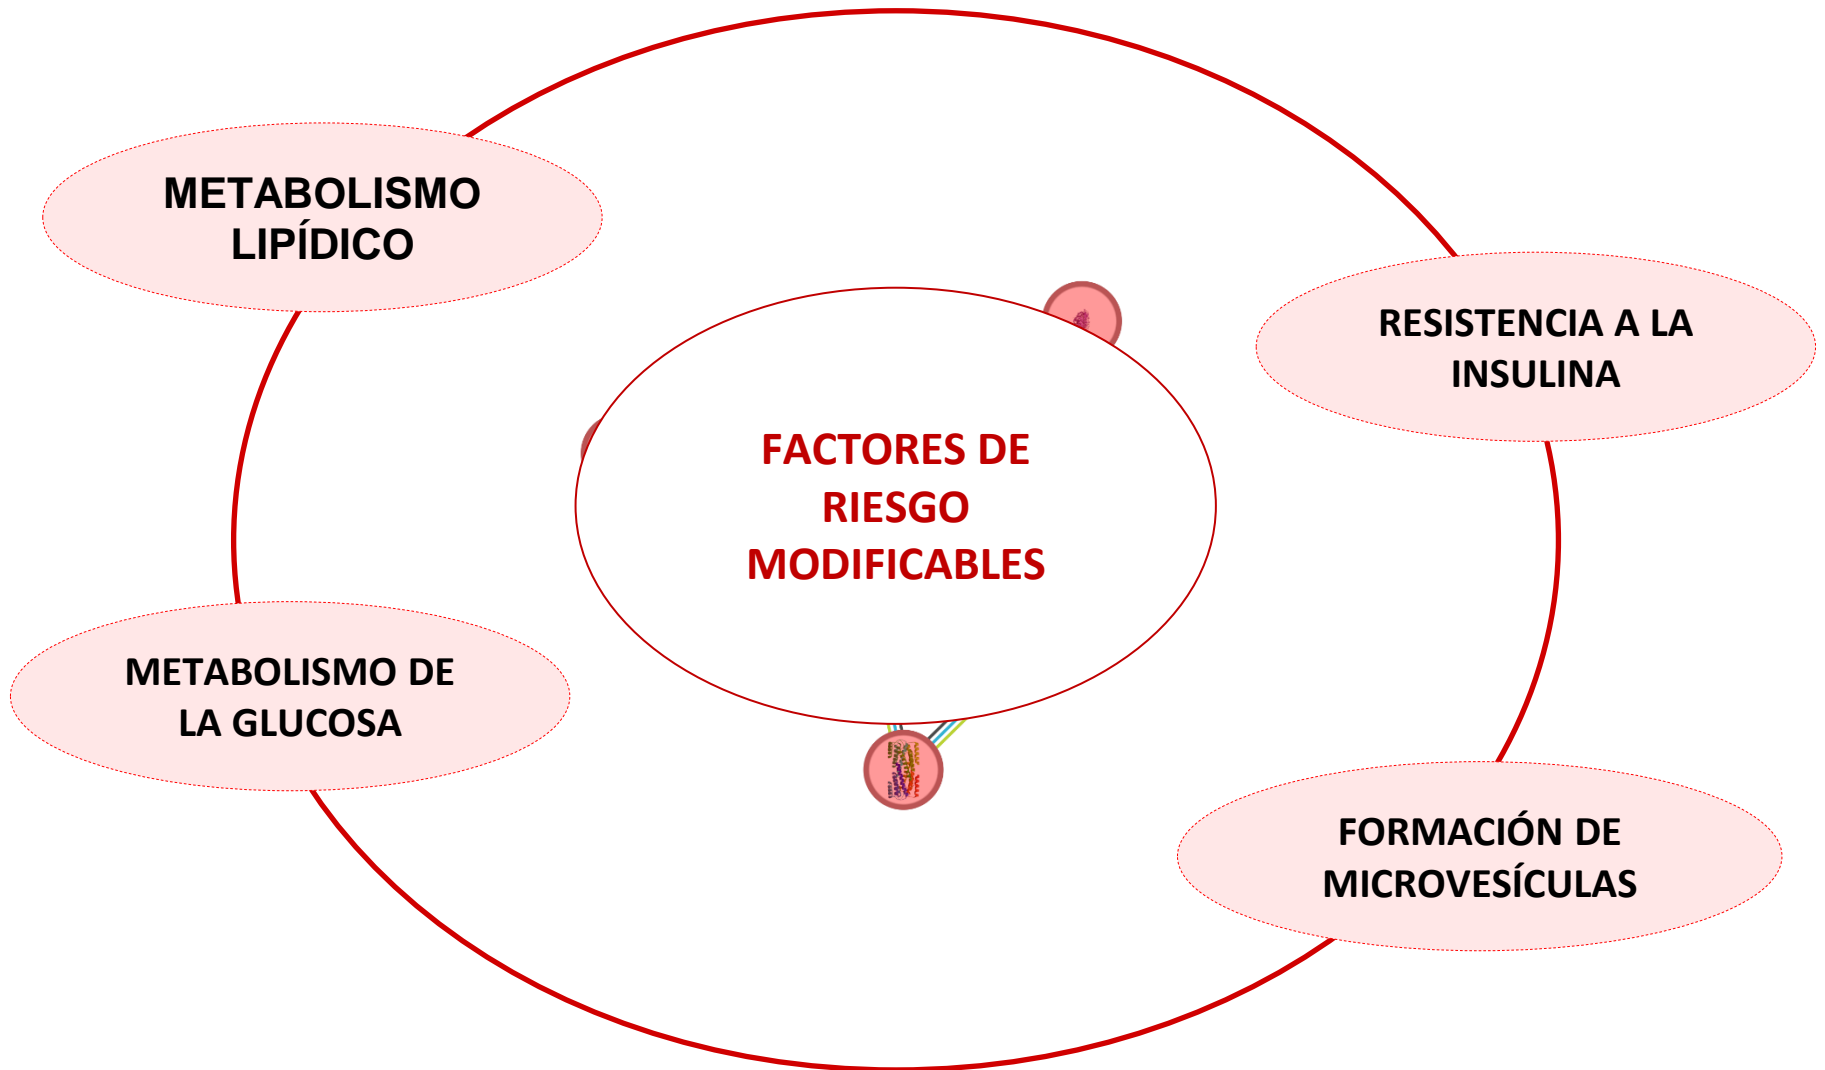 METABOLISMO
LIPÍDICO
RESISTENCIA A LA
INSULINA
FACTORES DE
RIESGO
MODIFICABLES
METABOLISMO DE
LA GLUCOSA
FORMACIÓN DE
MICROVESÍCULAS